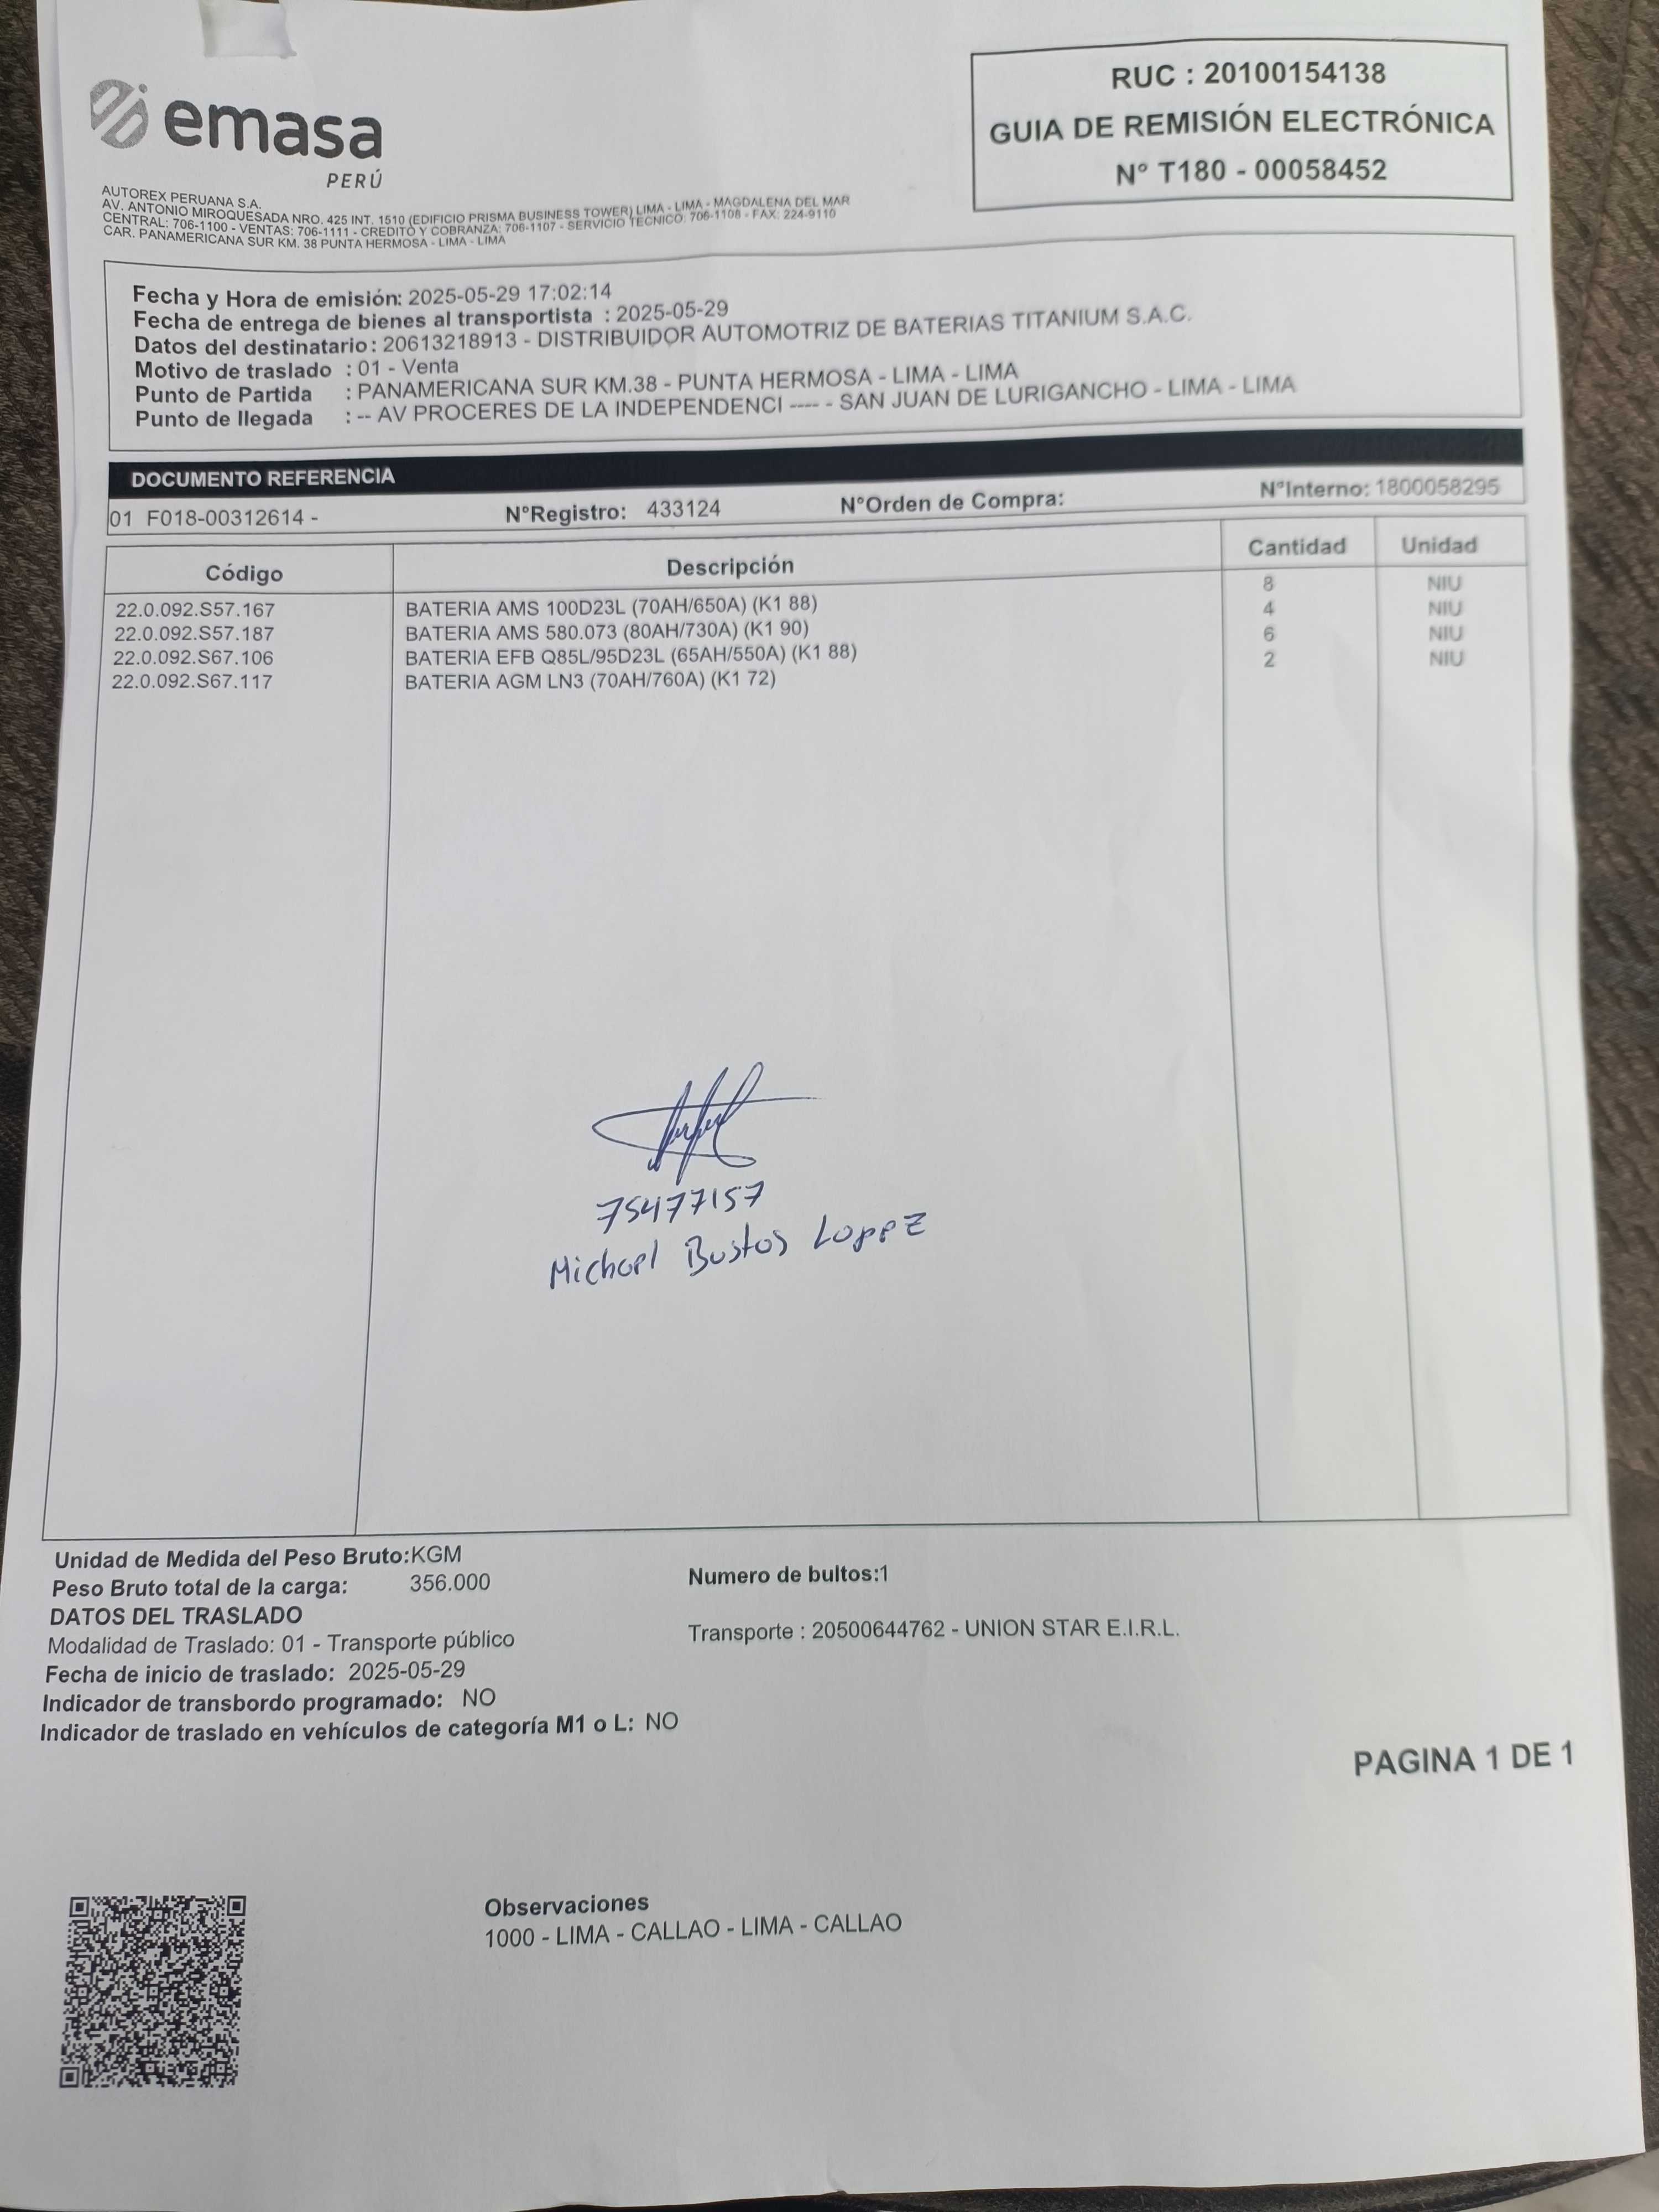 emasa
PERÚ
RUC : 20100154138
GUIA DE REMISIÓN ELECTRÓNICA
N° T180 - 00058452
AUTOREX PERUANA S.A.
AV. ANTONIO MIROQUESADA NRO. 425 INT. 1510 (EDIFICIO PRISMA BUSINESS TOWER) LIMA - LIMA - MAGDALENA DEL MAR
CENTRAL: 706-1100 - VENTAS: 706-1111 - CREDITO Y COBRANZA: 706-1107 - SERVICIO TECNICO: 706-1108 - FAX: 224-9110
CAR. PANAMERICANA SUR KM. 38 PUNTA HERMOSA - LIMA - LIMA
Fecha y Hora de emisión: 2025-05-29 17:02:14
Fecha de entrega de bienes al transportista : 2025-05-29
Datos del destinatario: 20613218913 - DISTRIBUIDOR AUTOMOTRIZ DE BATERIAS TITANIUM S.A.C.
Motivo de traslado : 01 - Venta
Punto de Partida : PANAMERICANA SUR KM.38 - PUNTA HERMOSA - LIMA - LIMA
Punto de llegada : -- AV PROCERES DE LA INDEPENDENCI ---- - SAN JUAN DE LURIGANCHO - LIMA - LIMA
DOCUMENTO REFERENCIA
01 F018-00312614 - N°Registro: 433124 N°Orden de Compra: N°Interno: 1800058295
Código Descripción Cantidad Unidad
22.0.092.S57.167 BATERIA AMS 100D23L (70AH/650A) (K1 88) 8 NIU
22.0.092.S57.187 BATERIA AMS 580.073 (80AH/730A) (K1 90) 4 NIU
22.0.092.S67.106 BATERIA EFB Q85L/95D23L (65AH/550A) (K1 88) 6 NIU
22.0.092.S67.117 BATERIA AGM LN3 (70AH/760A) (K1 72) 2 NIU
75477157
Michael Bustos Lopez
Unidad de Medida del Peso Bruto:KGM
Peso Bruto total de la carga: 356.000 Numero de bultos:1
DATOS DEL TRASLADO
Modalidad de Traslado: 01 - Transporte público Transporte : 20500644762 - UNION STAR E.I.R.L.
Fecha de inicio de traslado: 2025-05-29
Indicador de transbordo programado: NO
Indicador de traslado en vehículos de categoría M1 o L: NO
PAGINA 1 DE 1
Observaciones
1000 - LIMA - CALLAO - LIMA - CALLAO